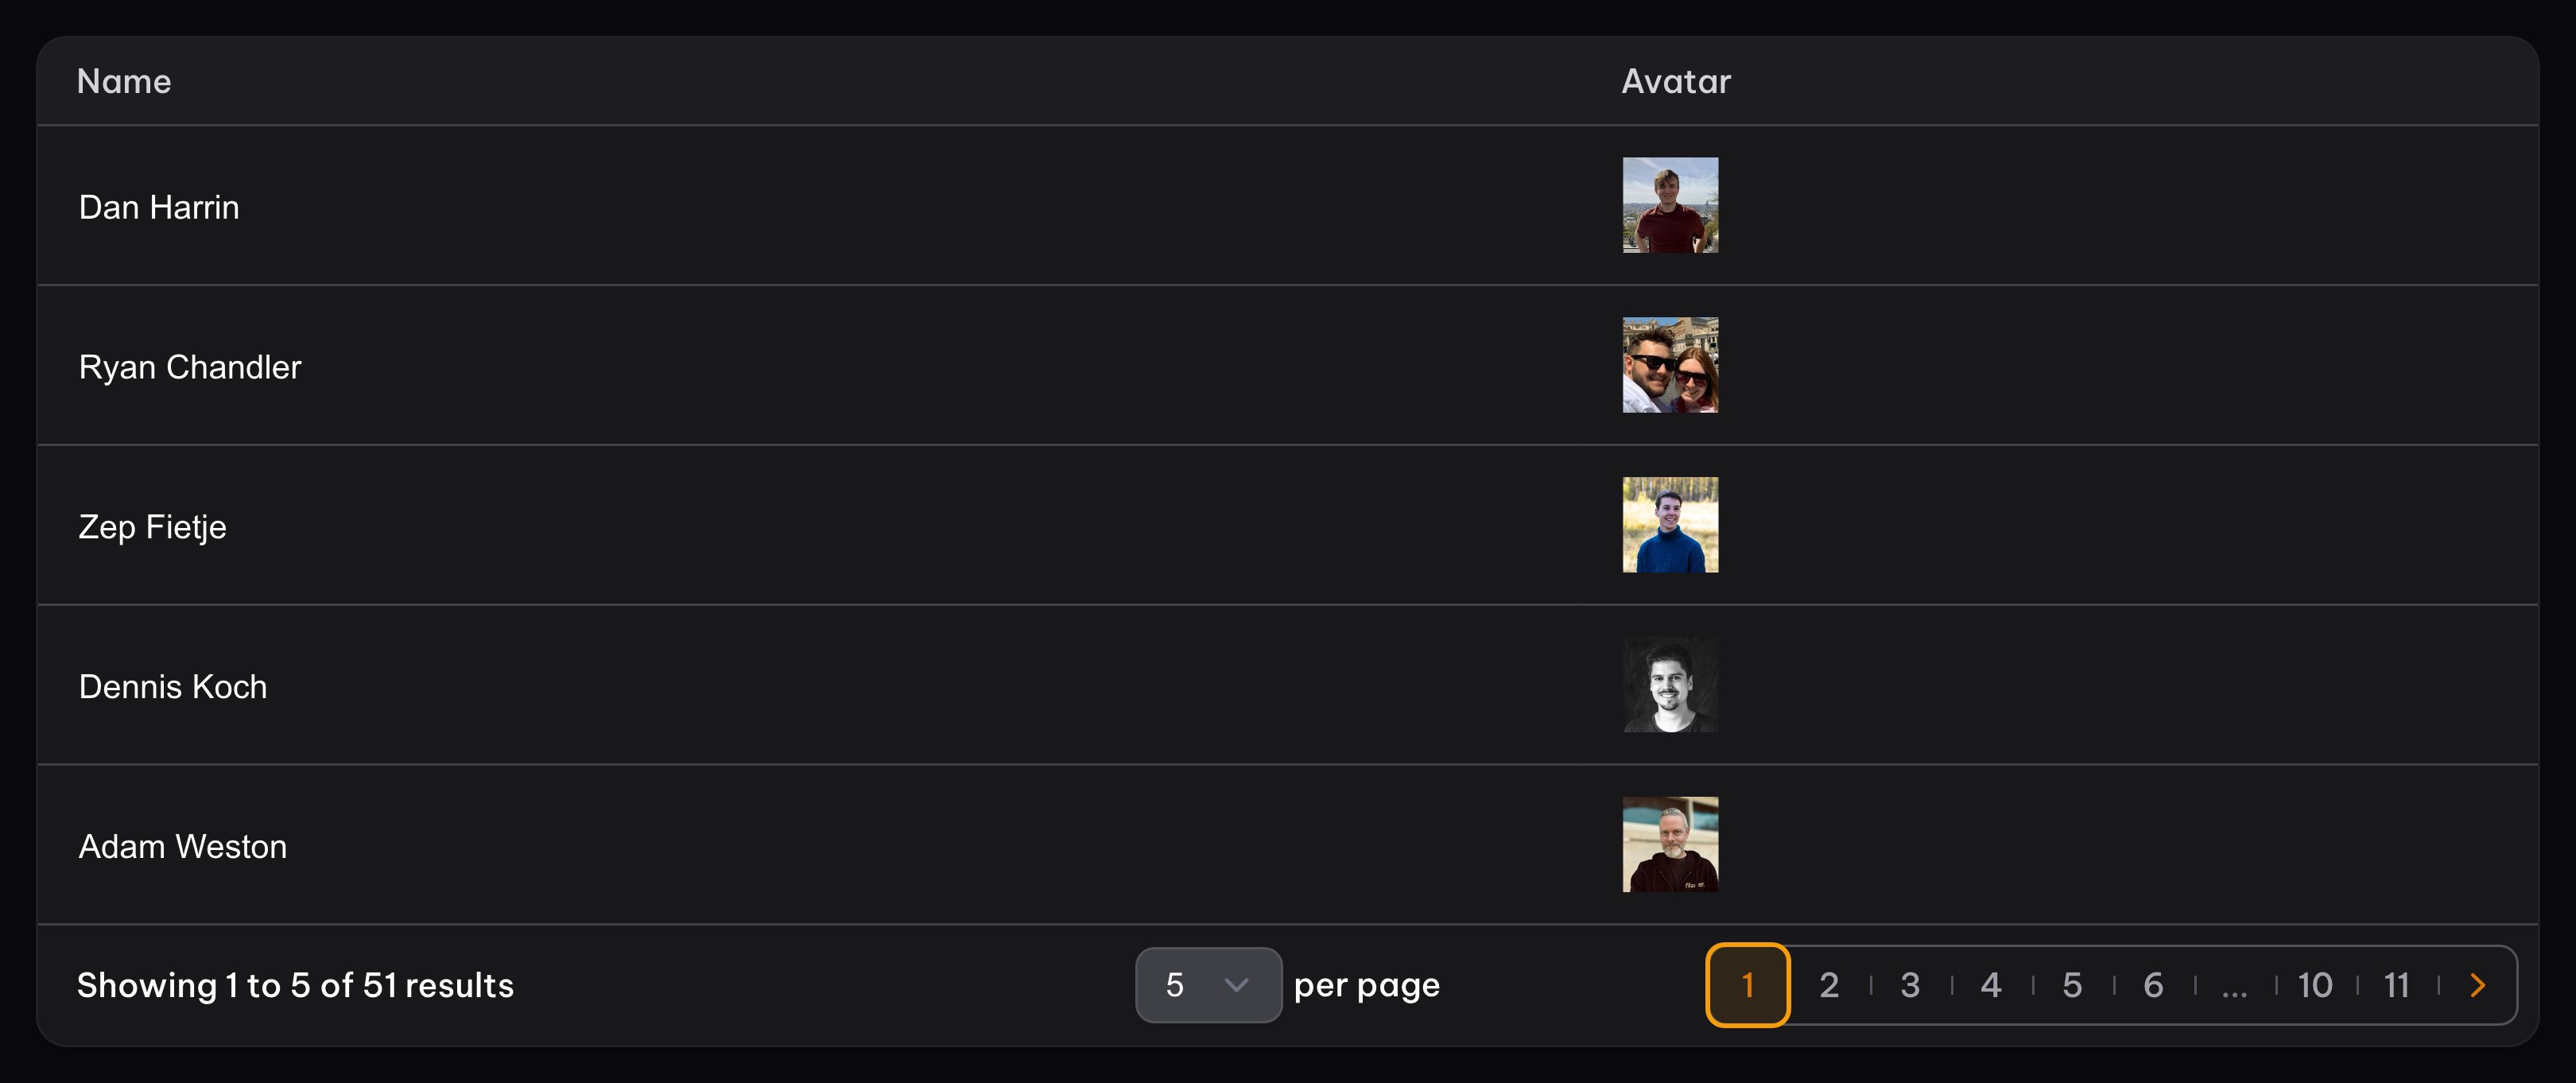 Name Avatar
Dan Harrin
Ryan Chandler
Zep Fietje
Dennis Koch
Adam Weston
Showing 1 to 5 of 51 results 5 per page 1 2 3 4 5 6 ... 10 11